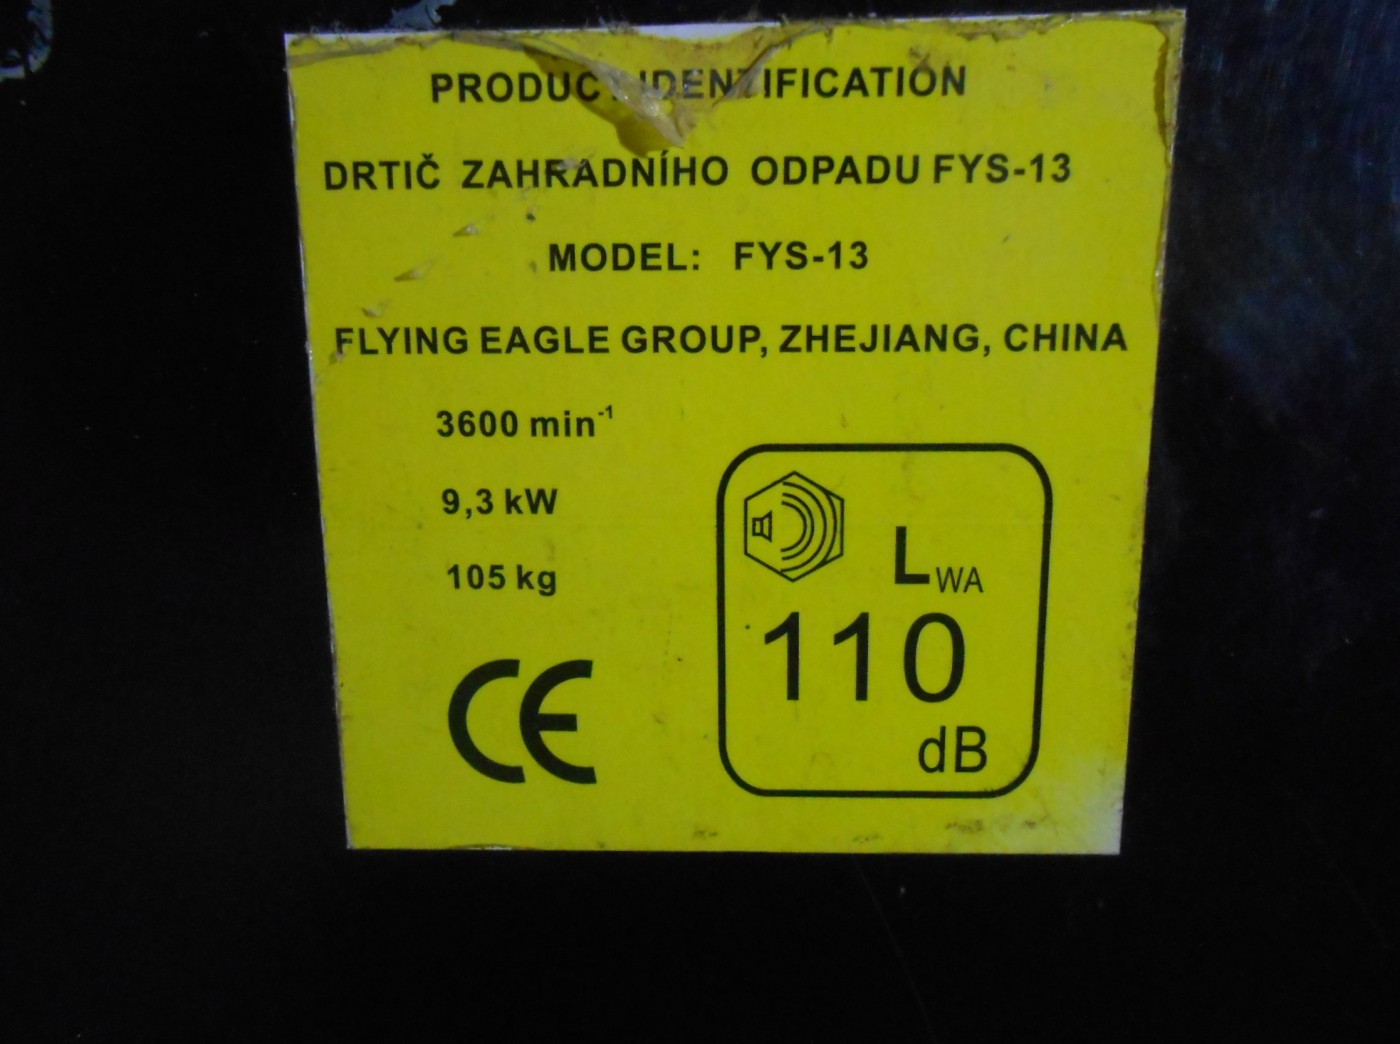 PRODUCT IDENTIFICATION
DRTIČ ZAHRADNÍHO ODPADU FYS-13
MODEL: FYS-13
FLYING EAGLE GROUP, ZHEJIANG, CHINA
3600 min⁻¹
9,3 kW
105 kg
CE
LWA
110
dB